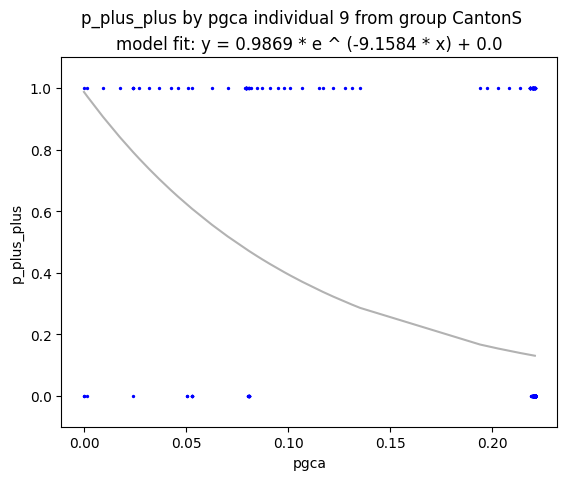 p_plus_plus by pgca individual 9 from group CantonS
model fit: y = 0.9869 * e ^ (-9.1584 * x) + 0.0
1.0
0.8
0.6
0.4
0.2
0.0
p_plus_plus
0.00 0.05 0.10 0.15 0.20
pgca